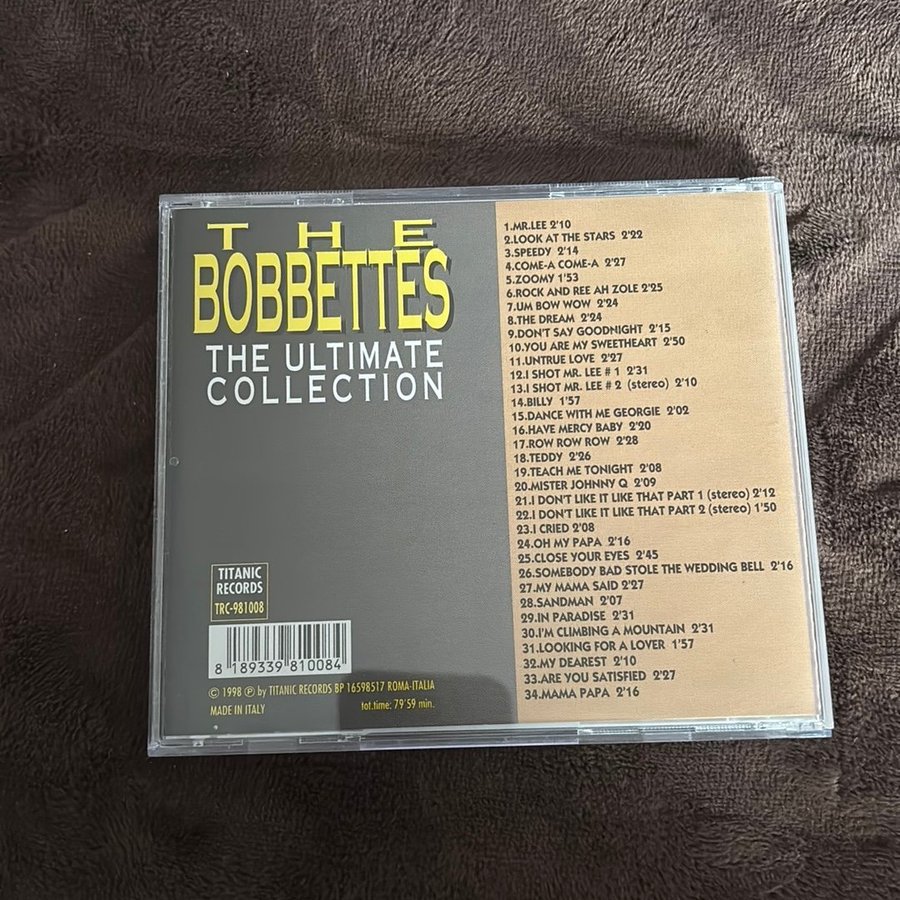 THE
BOBBETTES
THE ULTIMATE
COLLECTION
TITANIC
RECORDS
TRC-981008
8 189339 810084
© 1998 ℗ by TITANIC RECORDS BP 16598517 ROMA-ITALIA
MADE IN ITALY
tot.time: 79'59 min.
1.MR.LEE 2'10
2.LOOK AT THE STARS 2'22
3.SPEEDY 2'14
4.COME-A COME-A 2'27
5.ZOOMY 1'53
6.ROCK AND REE AH ZOLE 2'25
7.UM BOW WOW 2'24
8.THE DREAM 2'24
9.DON'T SAY GOODNIGHT 2'15
10.YOU ARE MY SWEETHEART 2'50
11.UNTRUE LOVE 2'27
12.I SHOT MR. LEE # 1 2'31
13.I SHOT MR. LEE # 2 (stereo) 2'10
14.BILLY 1'57
15.DANCE WITH ME GEORGIE 2'02
16.HAVE MERCY BABY 2'20
17.ROW ROW ROW 2'28
18.TEDDY 2'26
19.TEACH ME TONIGHT 2'08
20.MISTER JOHNNY Q 2'09
21.I DON'T LIKE IT LIKE THAT PART 1 (stereo) 2'12
22.I DON'T LIKE IT LIKE THAT PART 2 (stereo) 1'50
23.I CRIED 2'08
24.OH MY PAPA 2'16
25.CLOSE YOUR EYES 2'45
26.SOMEBODY BAD STOLE THE WEDDING BELL 2'16
27.MY MAMA SAID 2'27
28.SANDMAN 2'07
29.IN PARADISE 2'31
30.I'M CLIMBING A MOUNTAIN 2'31
31.LOOKING FOR A LOVER 1'57
32.MY DEAREST 2'10
33.ARE YOU SATISFIED 2'27
34.MAMA PAPA 2'16